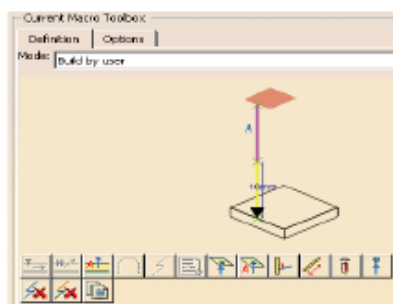 Current Macro Toolbox
Definition Options
Mode: Build by user
A